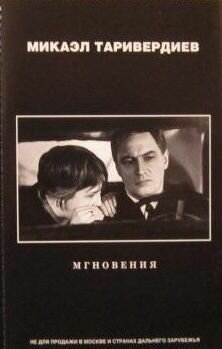 МИКАЭЛ ТАРИВЕРДИЕВ
МГНОВЕНИЯ
НЕ ДЛЯ ПРОДАЖИ В МОСКВЕ И СТРАНАХ ДАЛЬНЕГО ЗАРУБЕЖЬЯ